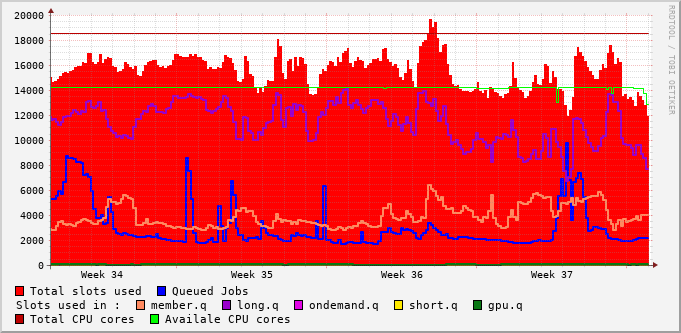 20000
18000
16000
14000
12000
10000
8000
6000
4000
2000
0
Week 34 Week 35 Week 36 Week 37
RRDTOOL / TOBI OETIKER
Total slots used Queued Jobs
Slots used in : member.q long.q ondemand.q short.q gpu.q
Total CPU cores Availale CPU cores